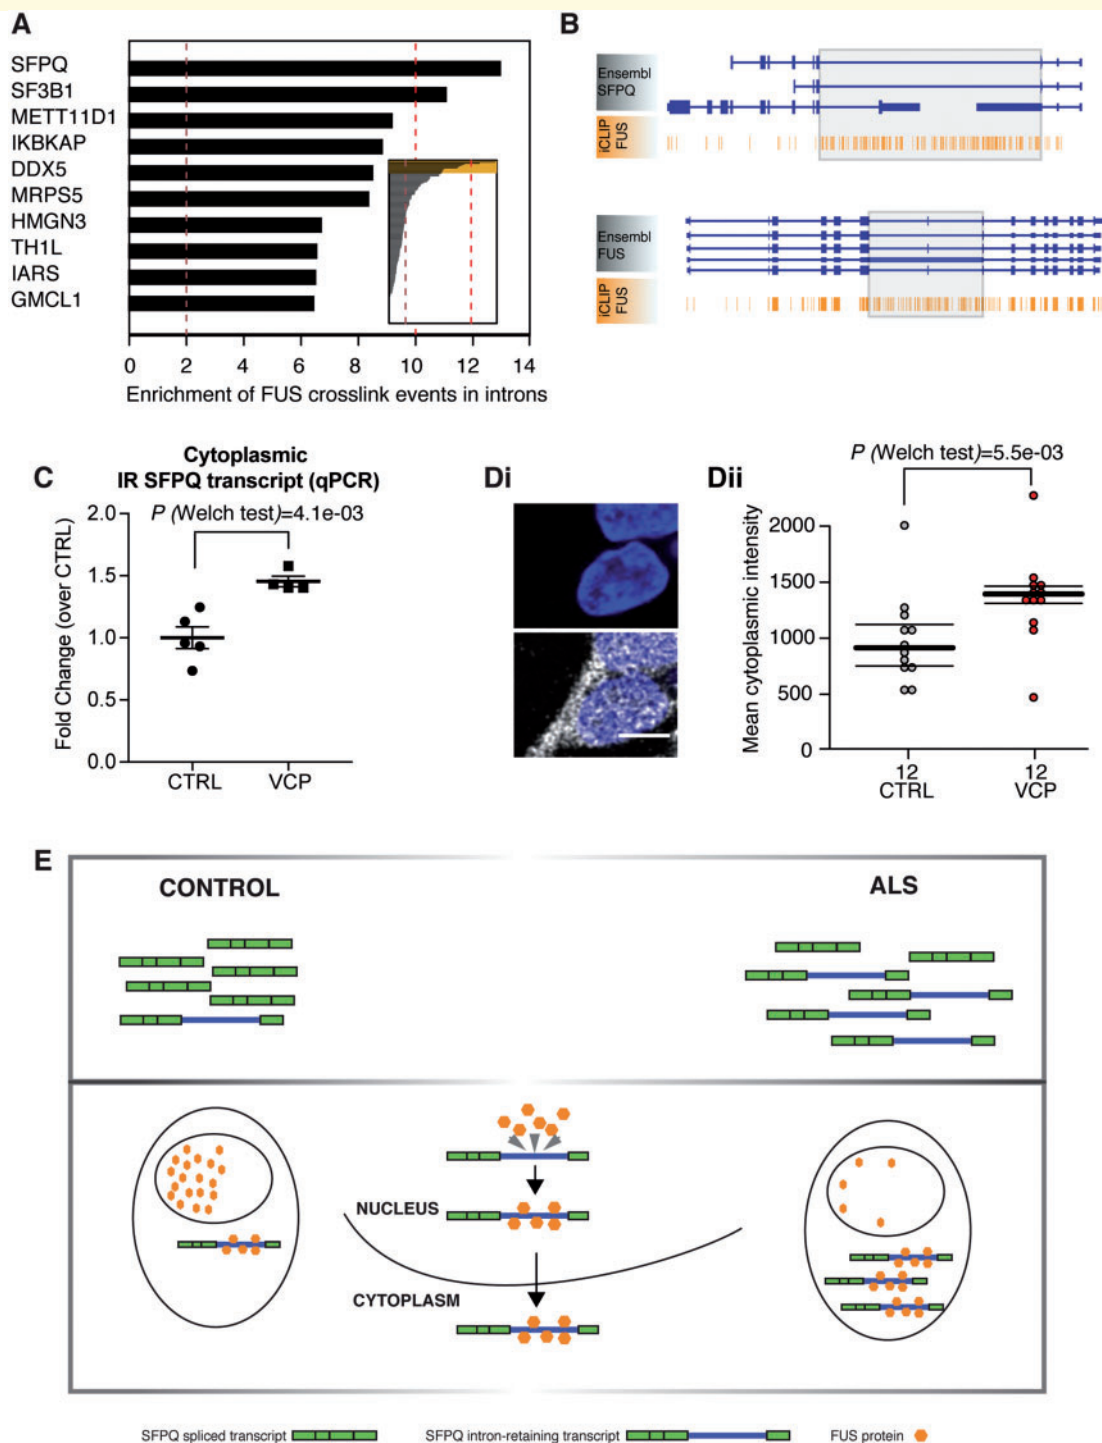 A
SFPQ
SF3B1
METT11D1
IKBKAP
DDX5
MRPS5
HMGN3
TH1L
IARS
GMCL1
0 2 4 6 8 10 12 14
Enrichment of FUS crosslink events in introns
B
Ensembl
SFPQ
iCLIP
FUS
Ensembl
FUS
iCLIP
FUS
C
Cytoplasmic
IR SFPQ transcript (qPCR)
P (Welch test)=4.1e-03
Fold Change (over CTRL)
2.0
1.5
1.0
0.5
0.0
CTRL VCP
Di
Dii
P (Welch test)=5.5e-03
Mean cytoplasmic intensity
2000
1500
1000
500
0
12 12
CTRL VCP
E
CONTROL ALS
NUCLEUS
CYTOPLASM
SFPQ spliced transcript SFPQ intron-retaining transcript FUS protein